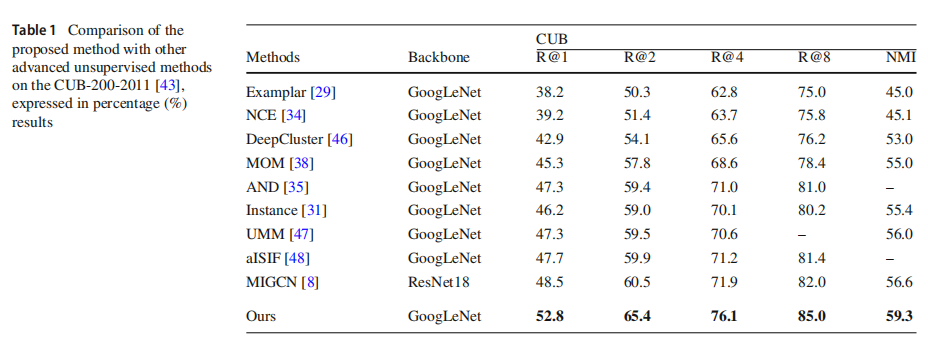 Table 1 Comparison of the
proposed method with other
advanced unsupervised methods
on the CUB-200-2011 [43],
expressed in percentage (%)
results
CUB
Methods Backbone R@1 R@2 R@4 R@8 NMI
Examplar [29] GoogLeNet 38.2 50.3 62.8 75.0 45.0
NCE [34] GoogLeNet 39.2 51.4 63.7 75.8 45.1
DeepCluster [46] GoogLeNet 42.9 54.1 65.6 76.2 53.0
MOM [38] GoogLeNet 45.3 57.8 68.6 78.4 55.0
AND [35] GoogLeNet 47.3 59.4 71.0 81.0 –
Instance [31] GoogLeNet 46.2 59.0 70.1 80.2 55.4
UMM [47] GoogLeNet 47.3 59.5 70.6 – 56.0
aISIF [48] GoogLeNet 47.7 59.9 71.2 81.4 –
MIGCN [8] ResNet18 48.5 60.5 71.9 82.0 56.6
Ours GoogLeNet 52.8 65.4 76.1 85.0 59.3